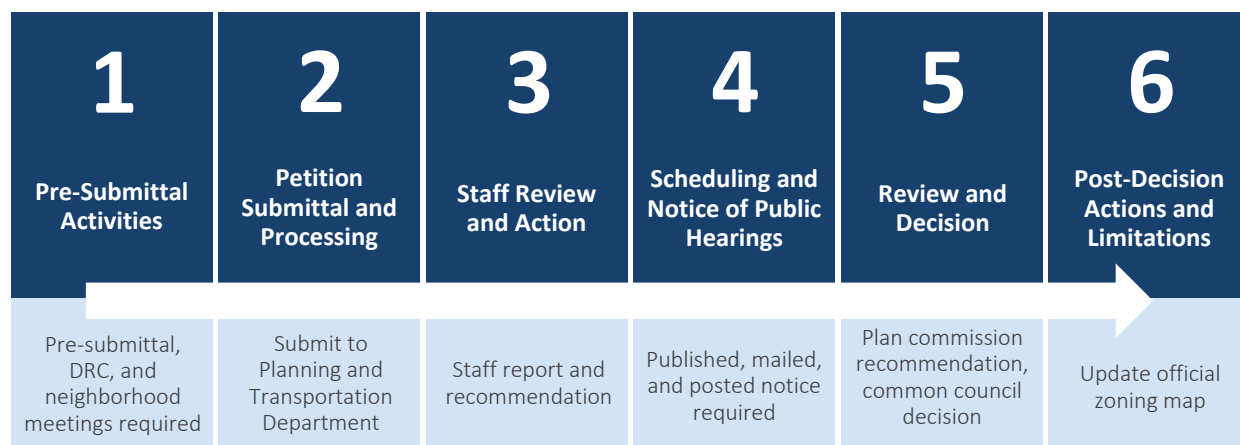 1
Pre-Submittal
Activities
Pre-submittal,
DRC, and
neighborhood
meetings required
2
Petition
Submittal and
Processing
Submit to
Planning and
Transportation
Department
3
Staff Review
and Action
Staff report and
recommendation
4
Scheduling and
Notice of Public
Hearings
Published, mailed,
and posted notice
required
5
Review and
Decision
Plan commission
recommendation,
common council
decision
6
Post-Decision
Actions and
Limitations
Update official
zoning map